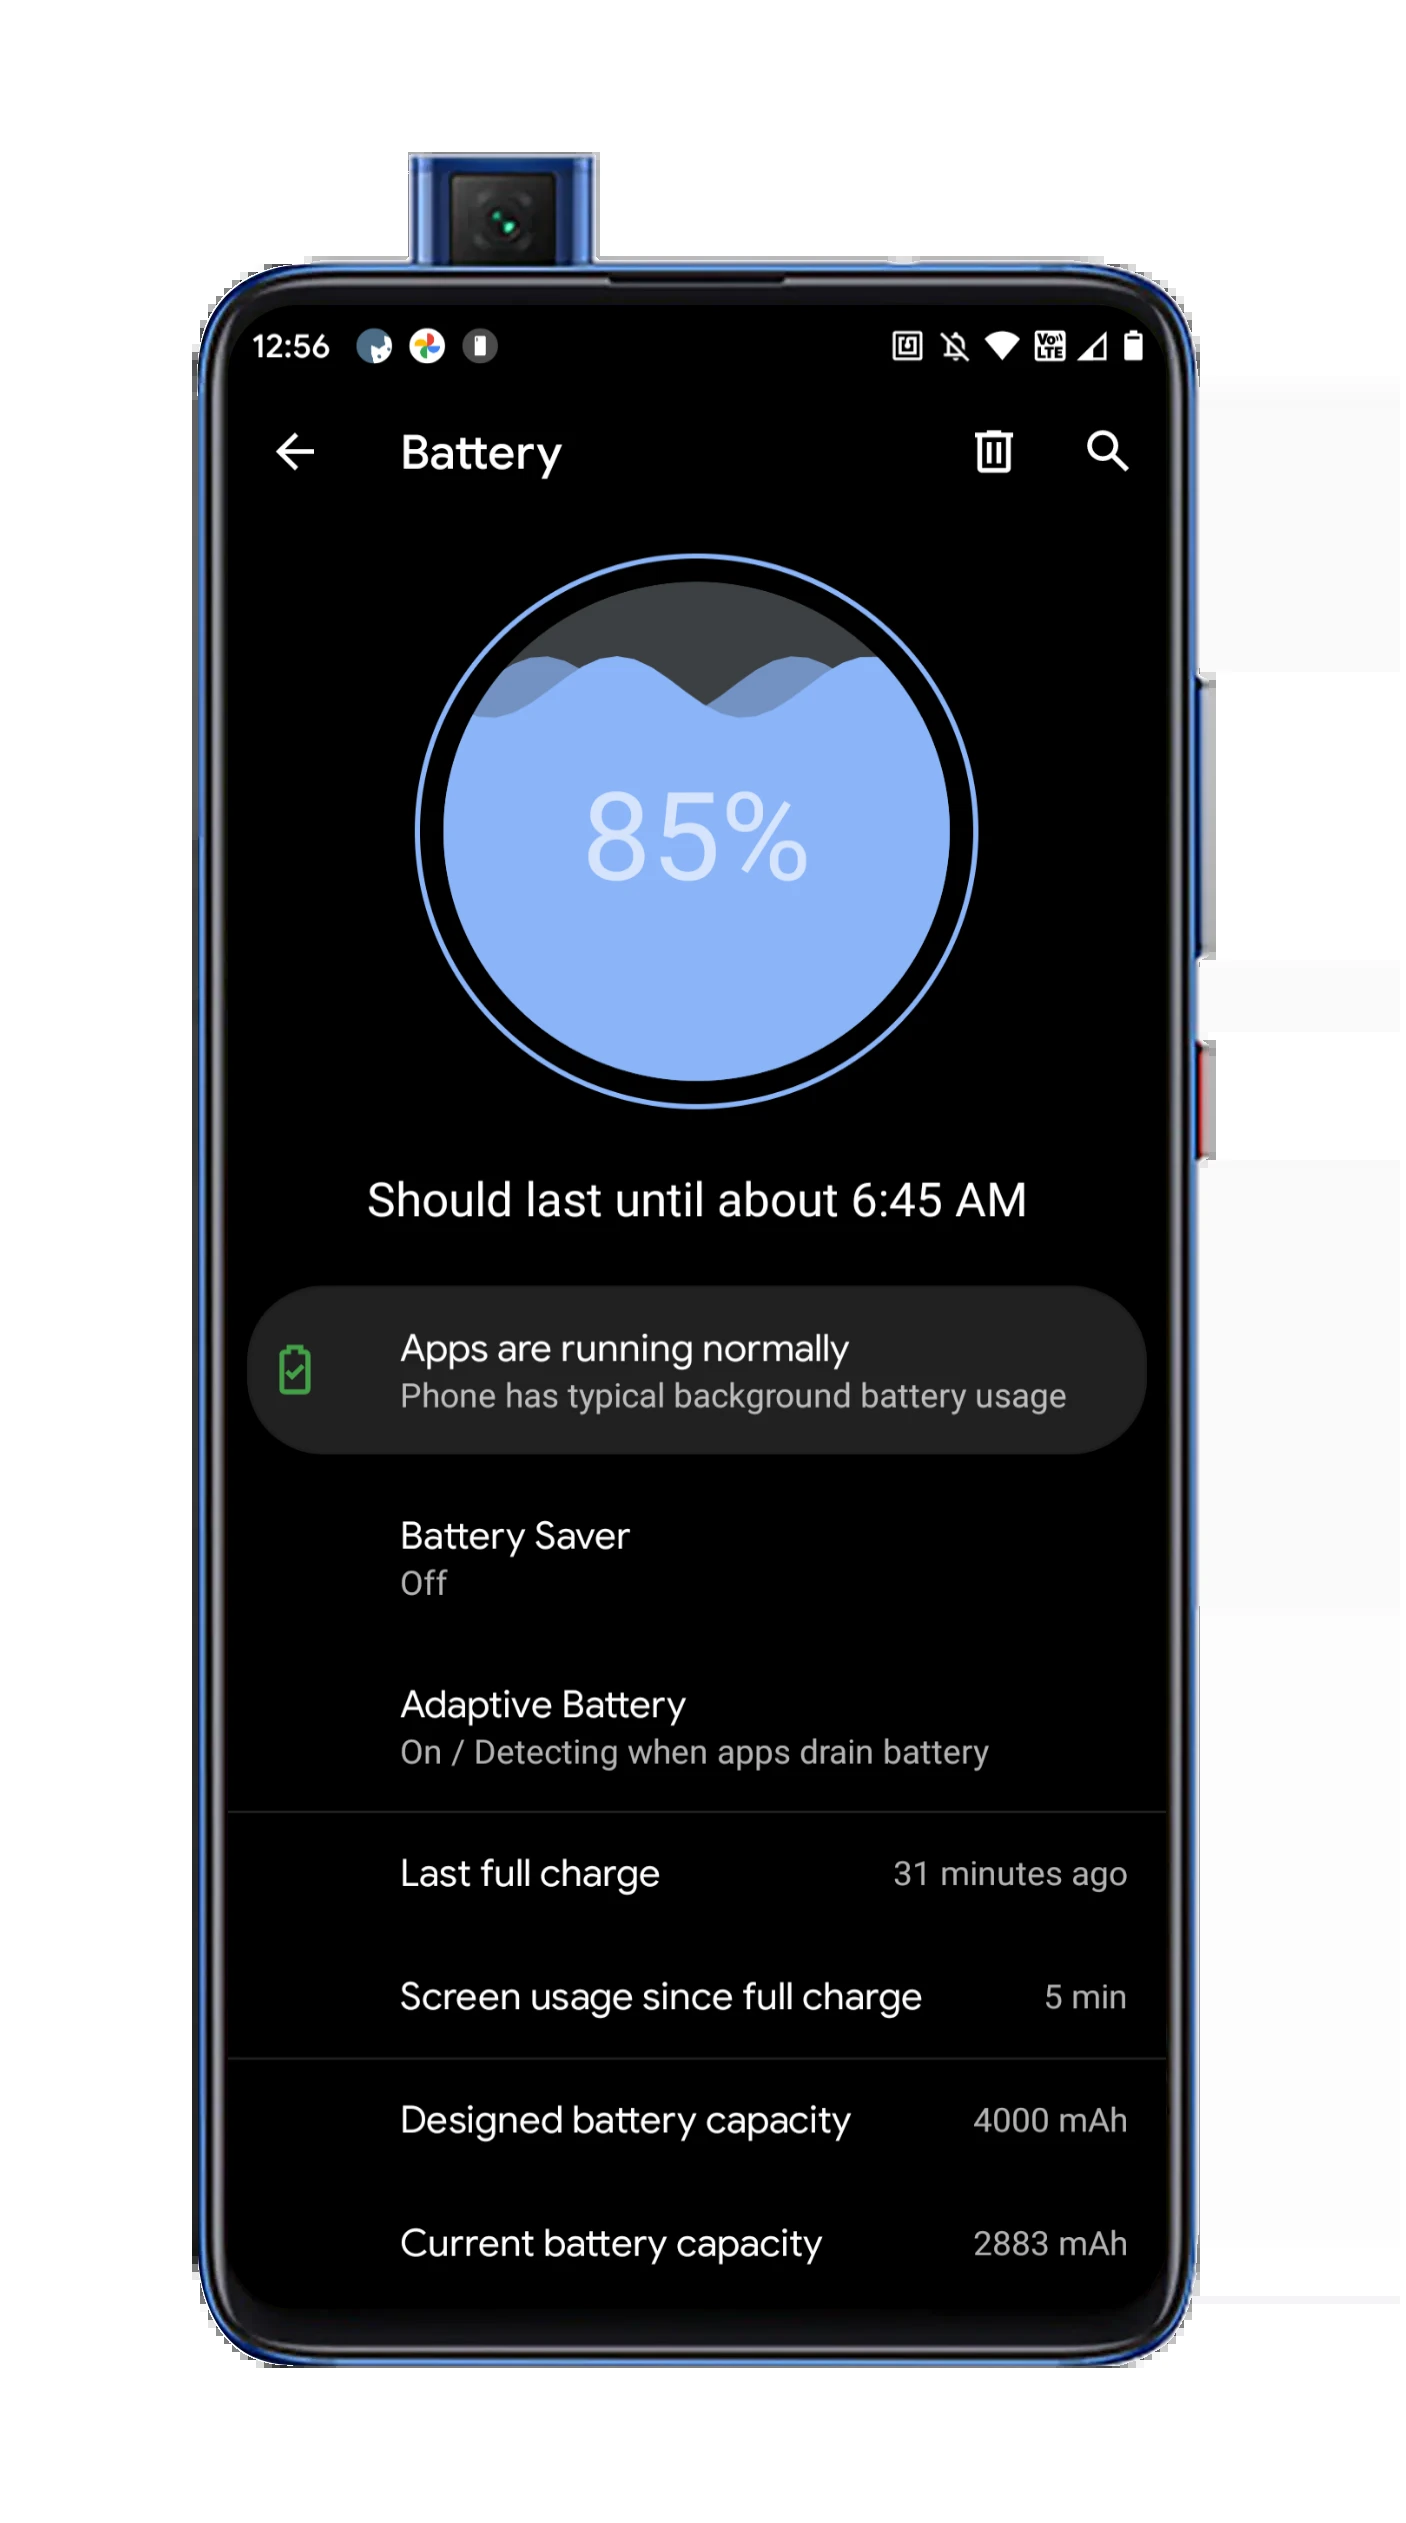 12:56
Vo)) LTE
Battery
85%
Should last until about 6:45 AM
Apps are running normally
Phone has typical background battery usage
Battery Saver
Off
Adaptive Battery
On / Detecting when apps drain battery
Last full charge 31 minutes ago
Screen usage since full charge 5 min
Designed battery capacity 4000 mAh
Current battery capacity 2883 mAh